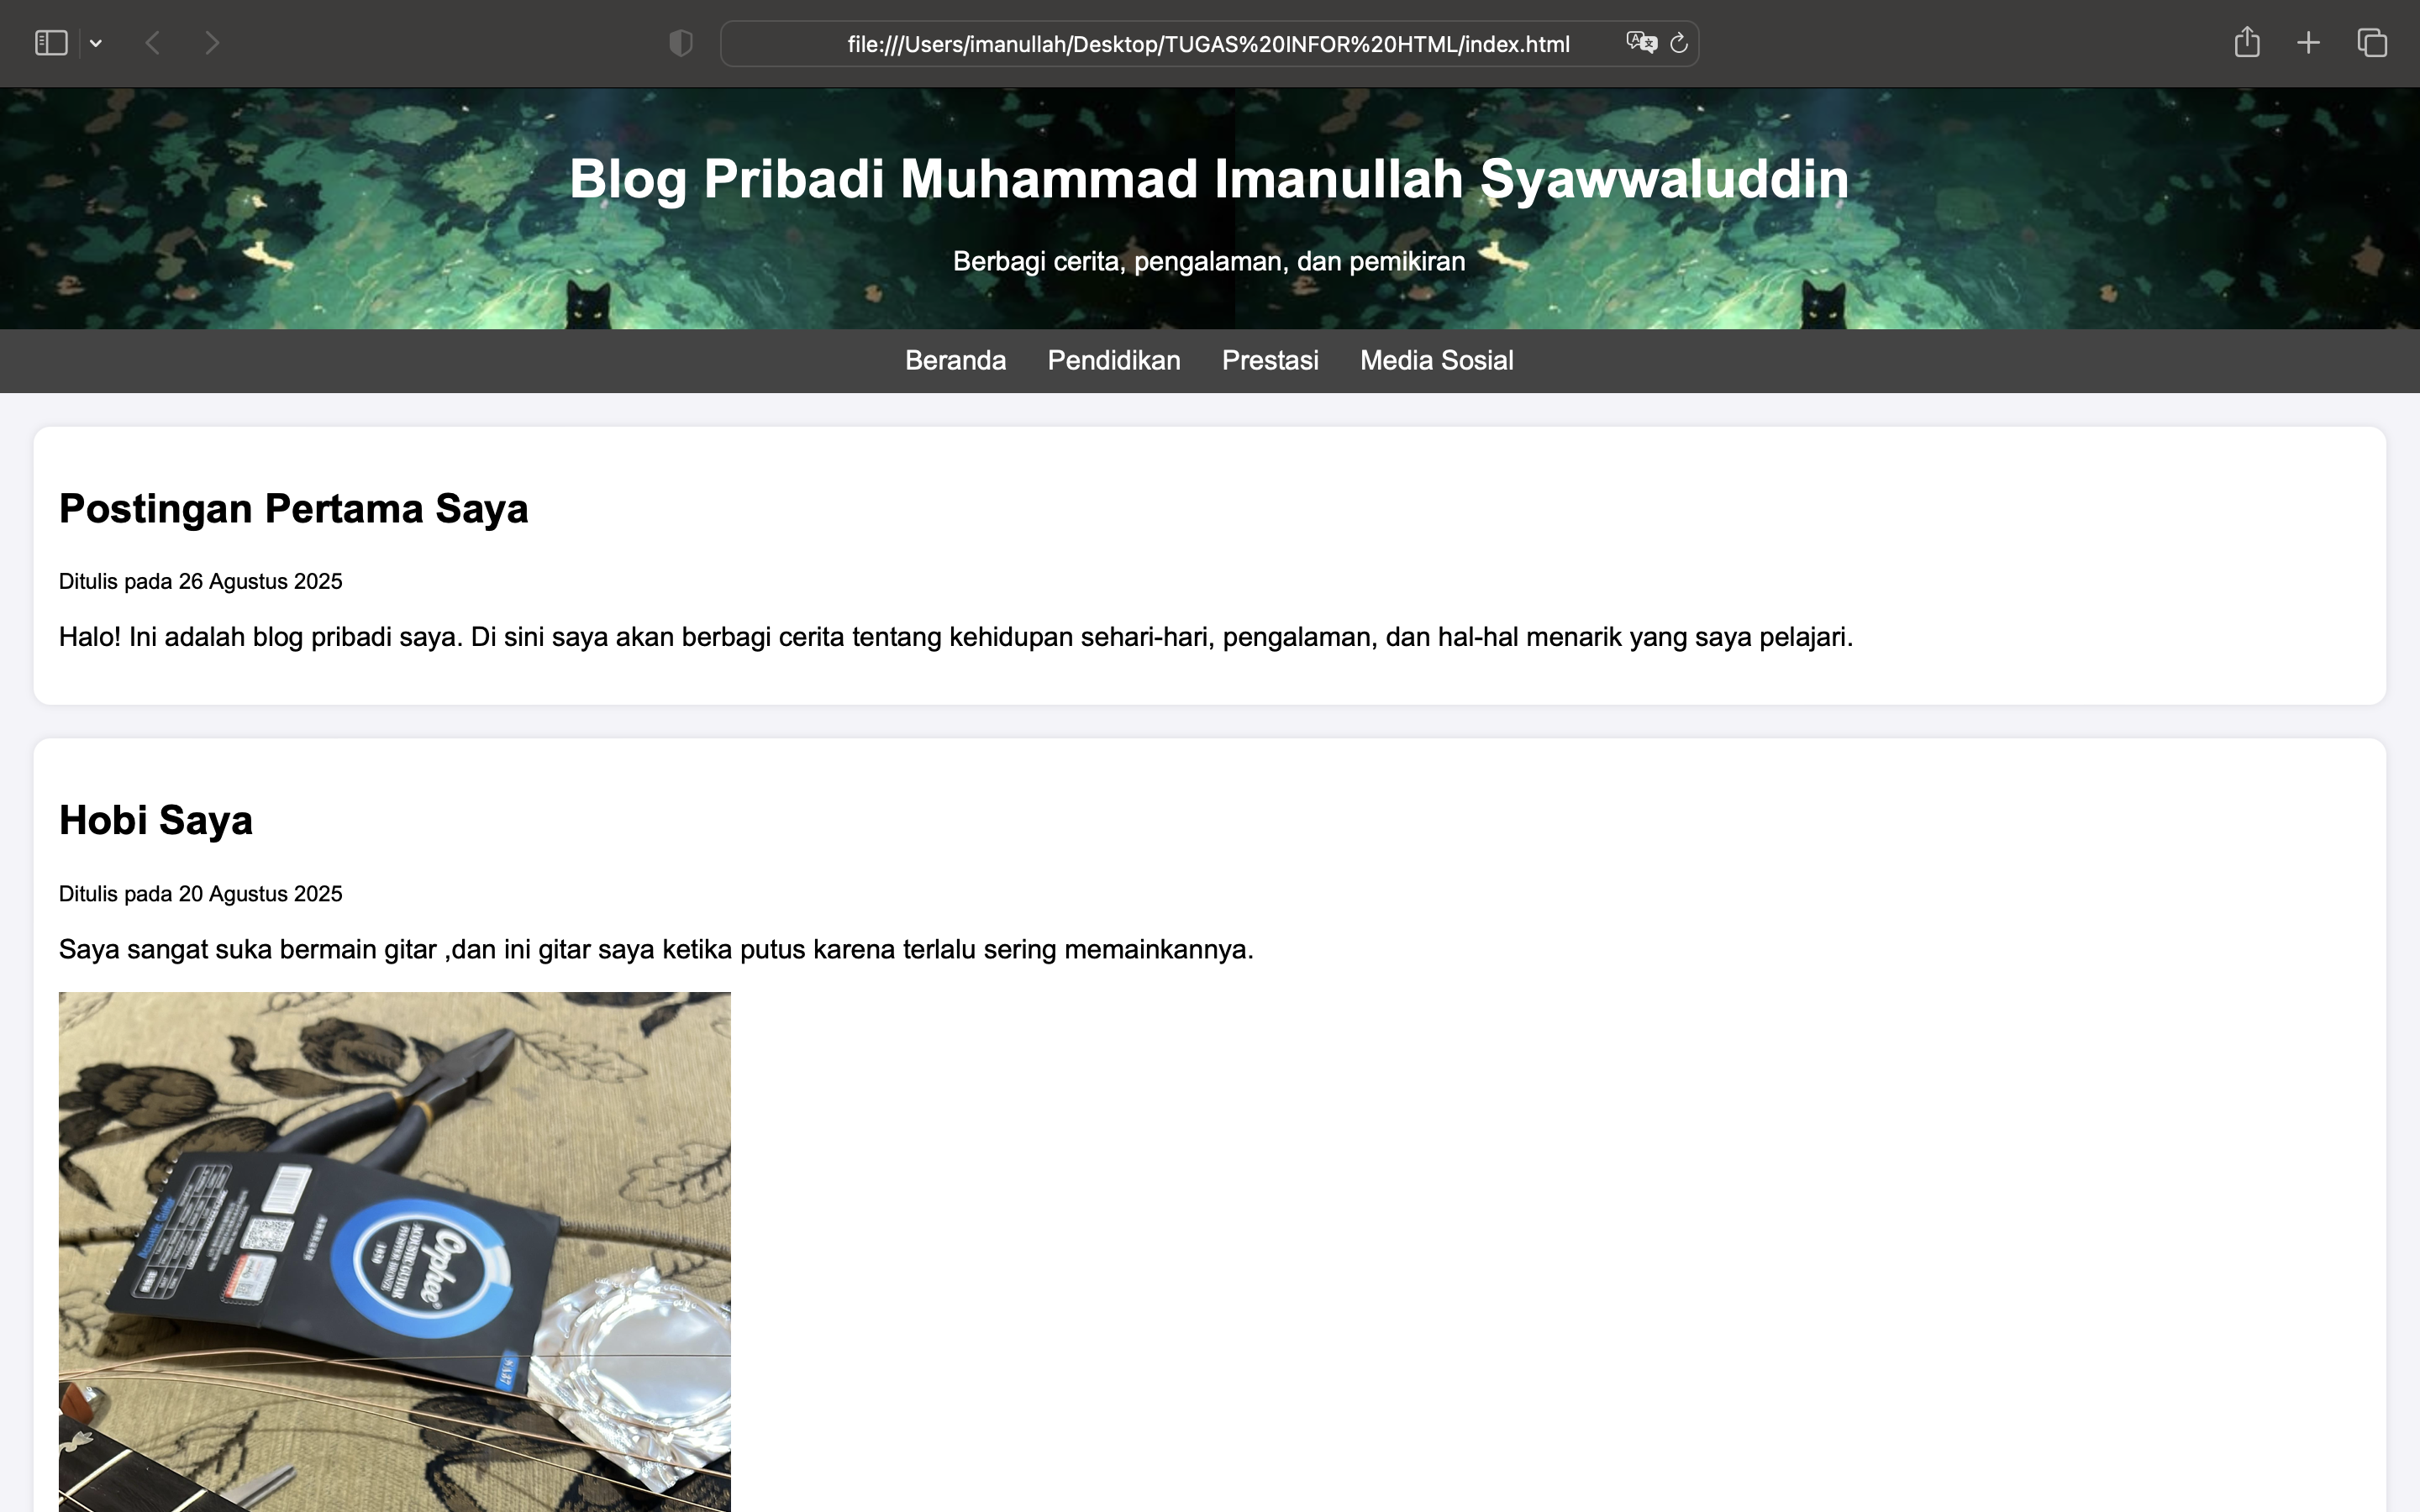 file:///Users/imanullah/Desktop/TUGAS%20INFOR%20HTML/index.html
Blog Pribadi Muhammad Imanullah Syawwaluddin
Berbagi cerita, pengalaman, dan pemikiran
Beranda Pendidikan Prestasi Media Sosial
Postingan Pertama Saya
Ditulis pada 26 Agustus 2025
Halo! Ini adalah blog pribadi saya. Di sini saya akan berbagi cerita tentang kehidupan sehari-hari, pengalaman, dan hal-hal menarik yang saya pelajari.
Hobi Saya
Ditulis pada 20 Agustus 2025
Saya sangat suka bermain gitar ,dan ini gitar saya ketika putus karena terlalu sering memainkannya.
Acoustic Guitar
Orphee
ACOUSTIC GUITAR